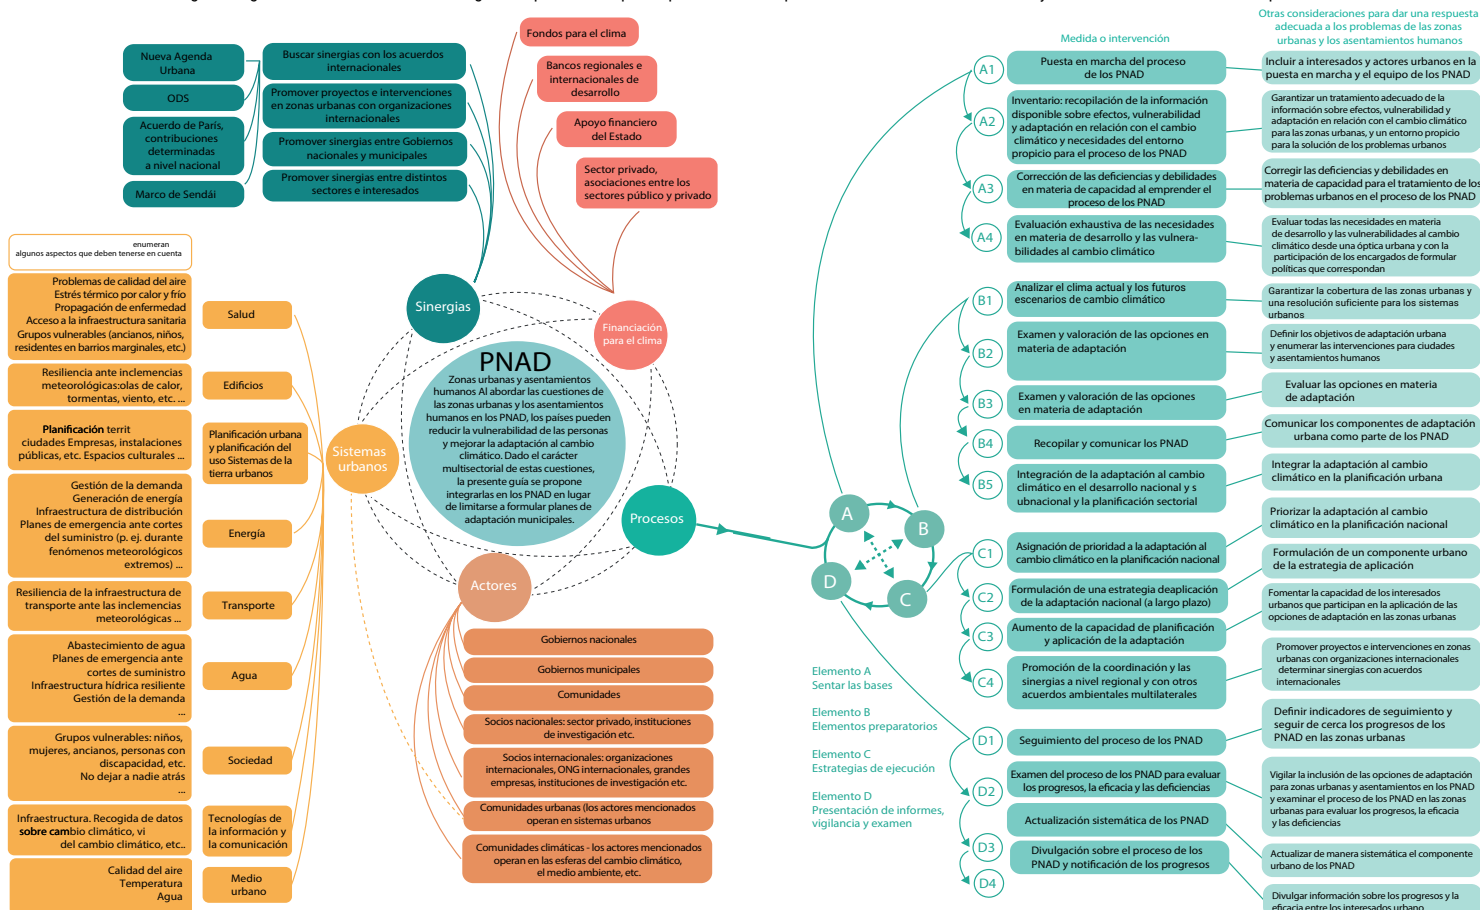 Nueva Agenda
Urbana
ODS
Acuerdo de París,
contribuciones
determinadas
a nivel nacional
Marco de Sendái
Buscar sinergias con los acuerdos
internacionales
Promover proyectos e intervenciones
en zonas urbanas con organizaciones
internacionales
Promover sinergias entre Gobiernos
nacionales y municipales
Promover sinergias entre distintos
sectores e interesados
Fondos para el clima
Bancos regionales e
internacionales de
desarrollo
Apoyo financiero
del Estado
Sector privado,
asociaciones entre los
sectores público y privado
Sinergias
Financiación
para el clima
PNAD
Zonas urbanas y asentamientos
humanos Al abordar las cuestiones de
las zonas urbanas y los asentamientos
humanos en los PNAD, los países pueden
reducir la vulnerabilidad de las personas
y mejorar la adaptación al cambio
climático. Dado el carácter
multisectorial de estas cuestiones,
la presente guía se propone
integrarlas en los PNAD en lugar
de limitarse a formular planes de
adaptación municipales.
Sistemas
urbanos
Procesos
Actores
enumeran
algunos aspectos que deben tenerse en cuenta
Problemas de calidad del aire
Estrés térmico por calor y frío
Propagación de enfermedad
Acceso a la infraestructura sanitaria
Grupos vulnerables (ancianos, niños,
residentes en barrios marginales, etc.)
Salud
Resiliencia ante inclemencias
meteorológicas:olas de calor,
tormentas, viento, etc. ...
Edificios
Planificación territ
ciudades Empresas, instalaciones
públicas, etc. Espacios culturales ...
Planificación urbana
y planificación del
uso Sistemas de la
tierra urbanos
Gestión de la demanda
Generación de energía
Infraestructura de distribución
Planes de emergencia ante cortes
del suministro (p. ej. durante
fenómenos meteorológicos
extremos) ...
Energía
Resiliencia de la infraestructura de
transporte ante las inclemencias
meteorológicas ...
Transporte
Abastecimiento de agua
Planes de emergencia ante
cortes de suministro
Infraestructura hídrica resiliente
Gestión de la demanda
...
Agua
Grupos vulnerables: niños,
mujeres, ancianos, personas con
discapacidad, etc.
No dejar a nadie atrás
...
Sociedad
Infraestructura. Recogida de datos
sobre cambio climático, vi
del cambio climático, etc..
Tecnologías de
la información y
la comunicación
Calidad del aire
Temperatura
Agua
Medio
urbano
Gobiernos nacionales
Gobiernos municipales
Comunidades
Socios nacionales: sector privado, instituciones
de investigación etc.
Socios internacionales: organizaciones
internacionales, ONG internacionales, grandes
empresas, instituciones de investigación etc.
Comunidades urbanas (los actores mencionados
operan en sistemas urbanos
Comunidades climáticas - los actores mencionados
operan en las esferas del cambio climático,
el medio ambiente, etc.
A
B
C
D
Elemento A
Sentar las bases
Elemento B
Elementos preparatorios
Elemento C
Estrategias de ejecución
Elemento D
Presentación de informes,
vigilancia y examen
Medida o intervención
Otras consideraciones para dar una respuesta
adecuada a los problemas de las zonas
urbanas y los asentamientos humanos
A1
Puesta en marcha del proceso
de los PNAD
Incluir a interesados y actores urbanos en la
puesta en marcha y el equipo de los PNAD
A2
Inventario: recopilación de la información
disponible sobre efectos, vulnerabilidad
y adaptación en relación con el cambio
climático y necesidades del entorno
propicio para el proceso de los PNAD
Garantizar un tratamiento adecuado de la
información sobre efectos, vulnerabilidad y
adaptación en relación con el cambio climático
para las zonas urbanas, y un entorno propicio
para la solución de los problemas urbanos
A3
Corrección de las deficiencias y debilidades
en materia de capacidad al emprender el
proceso de los PNAD
Corregir las deficiencias y debilidades en
materia de capacidad para el tratamiento de los
problemas urbanos en el proceso de los PNAD
A4
Evaluación exhaustiva de las necesidades
en materia de desarrollo y las vulnera-
bilidades al cambio climático
Evaluar todas las necesidades en materia
de desarrollo y las vulnerabilidades al cambio
climático desde una óptica urbana y con la
participación de los encargados de formular
políticas que correspondan
B1
Analizar el clima actual y los futuros
escenarios de cambio climático
Garantizar la cobertura de las zonas urbanas y
una resolución suficiente para los sistemas
urbanos
B2
Examen y valoración de las opciones en
materia de adaptación
Definir los objetivos de adaptación urbana
y enumerar las intervenciones para ciudades
y asentamientos humanos
B3
Examen y valoración de las opciones
en materia de adaptación
Evaluar las opciones en materia
de adaptación
B4
Recopilar y comunicar los PNAD
Comunicar los componentes de adaptación
urbana como parte de los PNAD
B5
Integración de la adaptación al cambio
climático en el desarrollo nacional y s
ubnacional y la planificación sectorial
Integrar la adaptación al cambio
climático en la planificación urbana
C1
Asignación de prioridad a la adaptación al
cambio climático en la planificación nacional
Priorizar la adaptación al cambio
climático en la planificación nacional
C2
Formulación de una estrategia deaplicación
de la adaptación nacional (a largo plazo)
Formulación de un componente urbano
de la estrategia de aplicación
C3
Aumento de la capacidad de planificación
y aplicación de la adaptación
Fomentar la capacidad de los interesados
urbanos que participan en la aplicación de las
opciones de adaptación en las zonas urbanas
C4
Promoción de la coordinación y las
sinergias a nivel regional y con otros
acuerdos ambientales multilaterales
Promover proyectos e intervenciones en zonas
urbanas con organizaciones internacionales
determinar sinergias con acuerdos
internacionales
D1
Seguimiento del proceso de los PNAD
Definir indicadores de seguimiento y
seguir de cerca los progresos de los
PNAD en las zonas urbanas
D2
Examen del proceso de los PNAD para evaluar
los progresos, la eficacia y las deficiencias
Vigilar la inclusión de las opciones de adaptación
para zonas urbanas y asentamientos en los PNAD
y examinar el proceso de los PNAD en las zonas
urbanas para evaluar los progresos, la eficacia
y las deficiencias
Actualización sistemática de los PNAD
D3
Actualizar de manera sistemática el componente
urbano de los PNAD
Divulgación sobre el proceso de los
PNAD y notificación de los progresos
D4
Divulgar información sobre los progresos y la
eficacia entre los interesados urbano